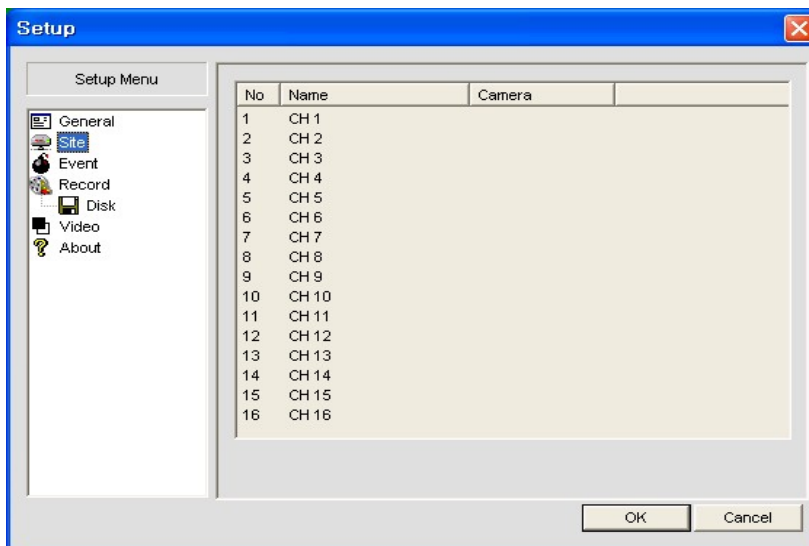 Setup
Setup Menu
General
Site
Event
Record
Disk
Video
About
No Name Camera
1 CH 1
2 CH 2
3 CH 3
4 CH 4
5 CH 5
6 CH 6
7 CH 7
8 CH 8
9 CH 9
10 CH 10
11 CH 11
12 CH 12
13 CH 13
14 CH 14
15 CH 15
16 CH 16
OK Cancel